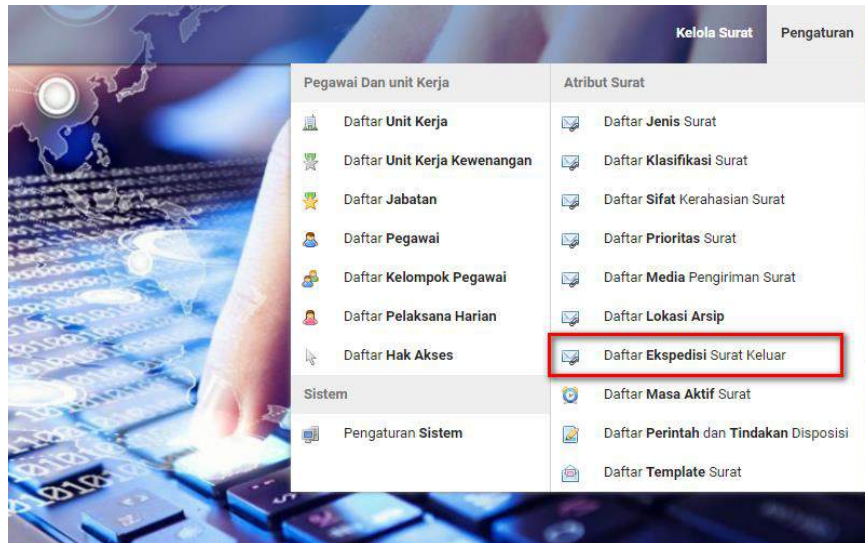 Kelola Surat
Pengaturan
Pegawai Dan unit Kerja
Daftar Unit Kerja
Daftar Unit Kerja Kewenangan
Daftar Jabatan
Daftar Pegawai
Daftar Kelompok Pegawai
Daftar Pelaksana Harian
Daftar Hak Akses
Sistem
Pengaturan Sistem
Atribut Surat
Daftar Jenis Surat
Daftar Klasifikasi Surat
Daftar Sifat Kerahasian Surat
Daftar Prioritas Surat
Daftar Media Pengiriman Surat
Daftar Lokasi Arsip
Daftar Ekspedisi Surat Keluar
Daftar Masa Aktif Surat
Daftar Perintah dan Tindakan Disposisi
Daftar Template Surat